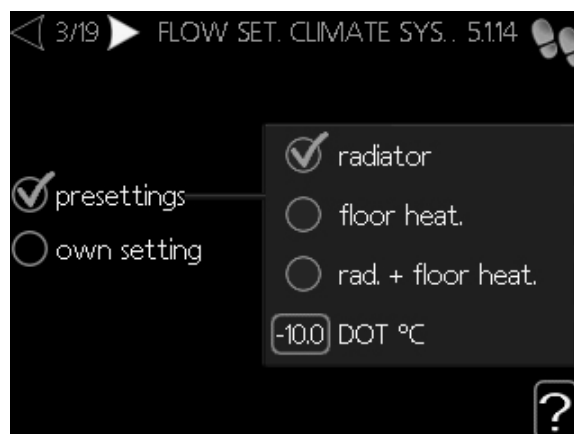 3/19 FLOW SET. CLIMATE SYS. . 5.1.14
radiator
presettings
floor heat.
own setting
rad. + floor heat.
-10.0 DOT °C
?